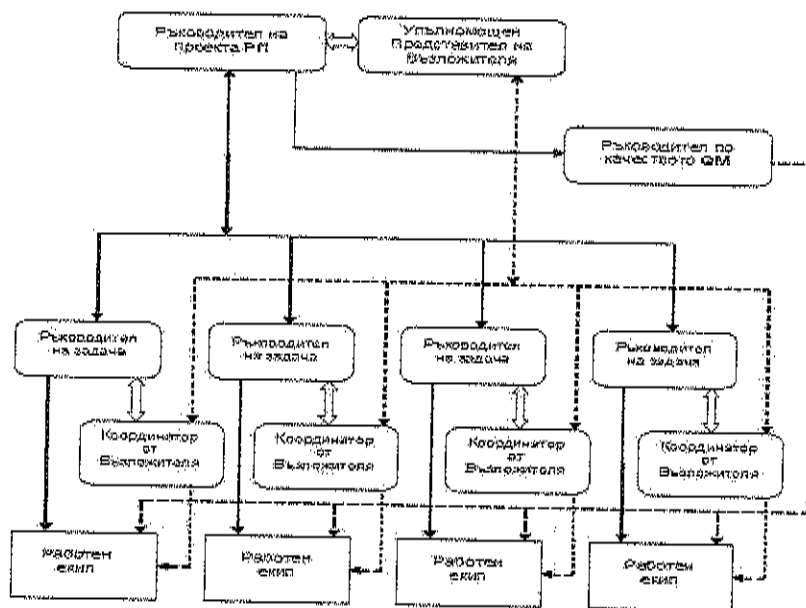 Ръководител на
проекта РП
Упълномощен
Представител на
Възложителя
Ръководител по
качеството QM
Ръководител
на задача
Ръководител
на задача
Ръководител
на задача
Ръководител
на задача
Координатор
от
Възложителя
Координатор
от
Възложителя
Координатор
от
Възложителя
Координатор
от
Възложителя
Работен
екип
Работен
екип
Работен
екип
Работен
екип